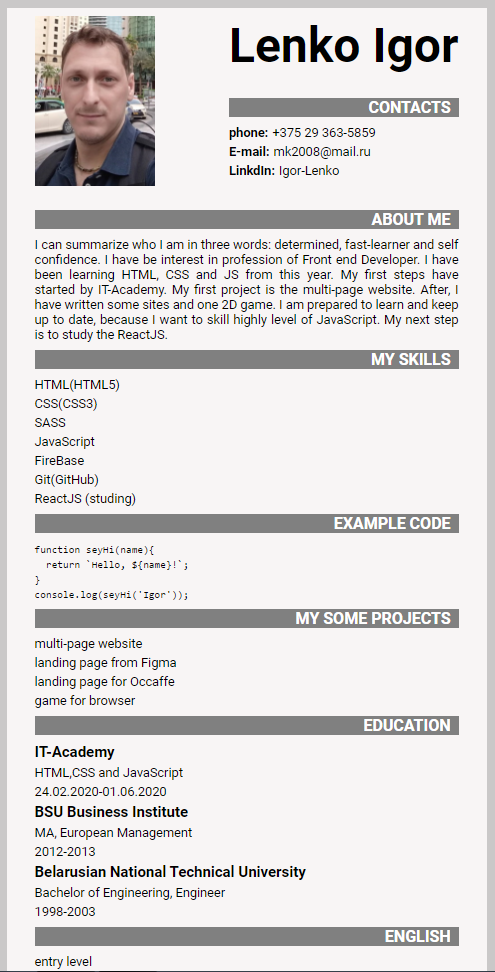 Lenko Igor
CONTACTS
phone: +375 29 363-5859
E-mail: mk2008@mail.ru
LinkdIn: Igor-Lenko
ABOUT ME
I can summarize who I am in three words: determined, fast-learner and self
confidence. I have be interest in profession of Front end Developer. I have
been learning HTML, CSS and JS from this year. My first steps have
started by IT-Academy. My first project is the multi-page website. After, I
have written some sites and one 2D game. I am prepared to learn and keep
up to date, because I want to skill highly level of JavaScript. My next step
is to study the ReactJS.
MY SKILLS
HTML(HTML5)
CSS(CSS3)
SASS
JavaScript
FireBase
Git(GitHub)
ReactJS (studing)
EXAMPLE CODE
function seyHi(name){
  return `Hello, ${name}!`;
}
console.log(seyHi('Igor'));
MY SOME PROJECTS
multi-page website
landing page from Figma
landing page for Occaffe
game for browser
EDUCATION
IT-Academy
HTML,CSS and JavaScript
24.02.2020-01.06.2020
BSU Business Institute
MA, European Management
2012-2013
Belarusian National Technical University
Bachelor of Engineering, Engineer
1998-2003
ENGLISH
entry level